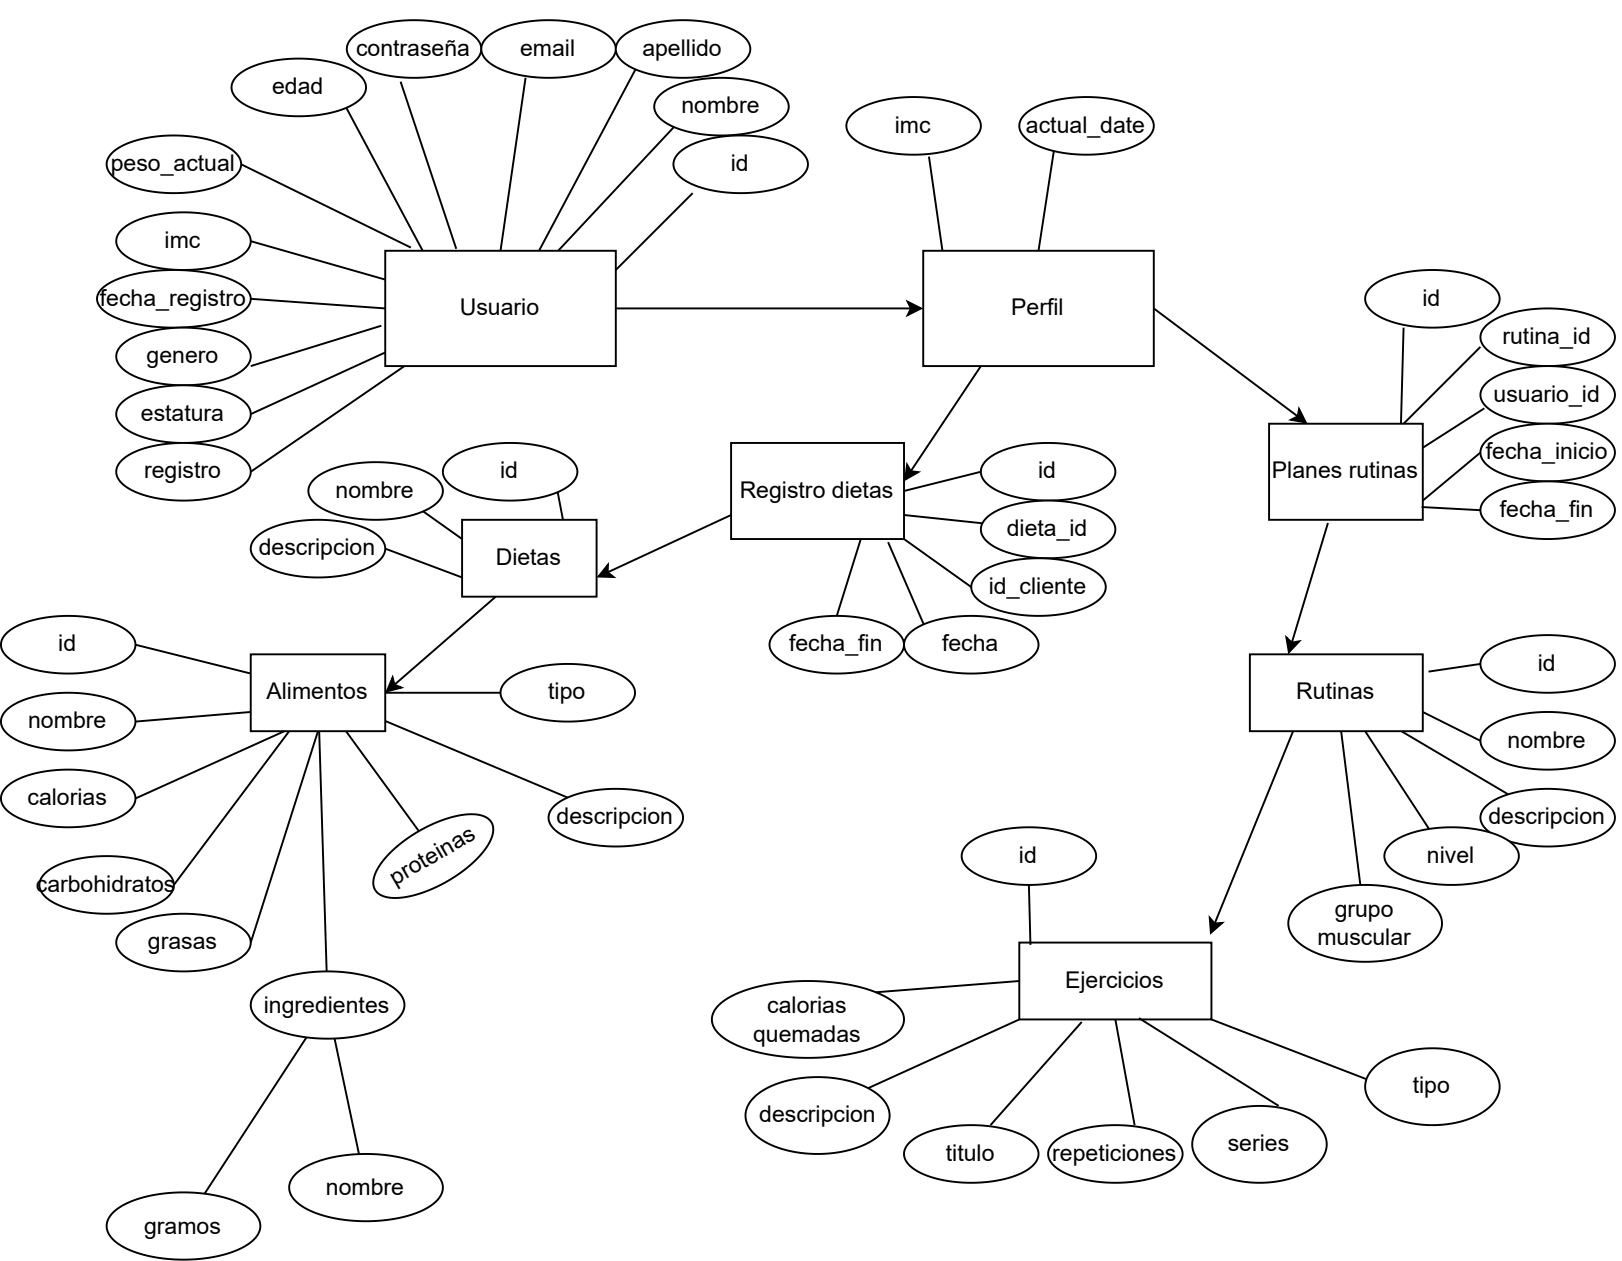 contraseña
email
apellido
edad
nombre
peso_actual
id
imc
actual_date
imc
fecha_registro
genero
estatura
registro
Usuario
Perfil
id
rutina_id
usuario_id
fecha_inicio
fecha_fin
Planes rutinas
Registro dietas
id
dieta_id
id_cliente
fecha_fin
fecha
id
nombre
descripcion
Dietas
id
nombre
calorias
carbohidratos
grasas
Alimentos
tipo
descripcion
proteinas
ingredientes
nombre
gramos
Rutinas
id
nombre
descripcion
nivel
grupo
muscular
id
Ejercicios
calorias
quemadas
descripcion
titulo
repeticiones
series
tipo